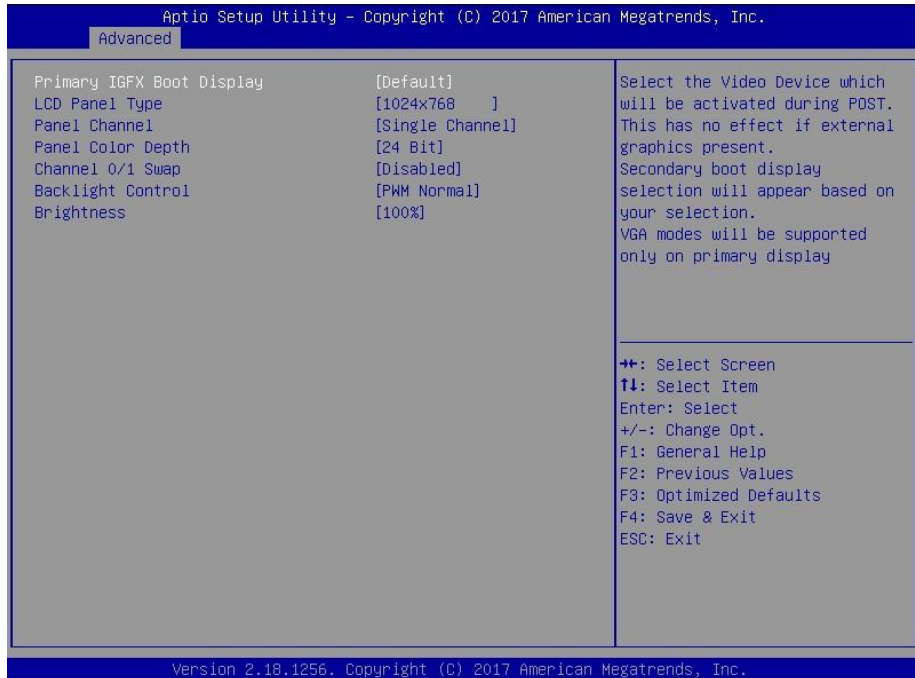 Aptio Setup Utility – Copyright (C) 2017 American Megatrends, Inc.
Advanced
Primary IGFX Boot Display [Default]
LCD Panel Type [1024x768 ]
Panel Channel [Single Channel]
Panel Color Depth [24 Bit]
Channel 0/1 Swap [Disabled]
Backlight Control [PWM Normal]
Brightness [100%]
Select the Video Device which
will be activated during POST.
This has no effect if external
graphics present.
Secondary boot display
selection will appear based on
your selection.
VGA modes will be supported
only on primary display
→←: Select Screen
↑↓: Select Item
Enter: Select
+/-: Change Opt.
F1: General Help
F2: Previous Values
F3: Optimized Defaults
F4: Save & Exit
ESC: Exit
Version 2.18.1256. Copyright (C) 2017 American Megatrends, Inc.